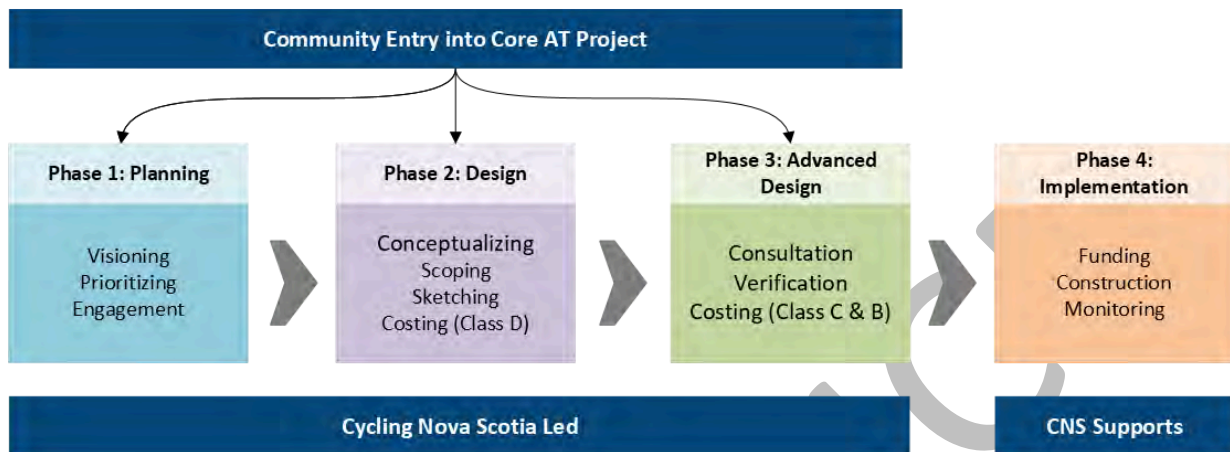 Community Entry into Core AT Project
Phase 1: Planning
Visioning
Prioritizing
Engagement
Phase 2: Design
Conceptualizing
Scoping
Sketching
Costing (Class D)
Phase 3: Advanced
Design
Consultation
Verification
Costing (Class C & B)
Phase 4:
Implementation
Funding
Construction
Monitoring
Cycling Nova Scotia Led
CNS Supports